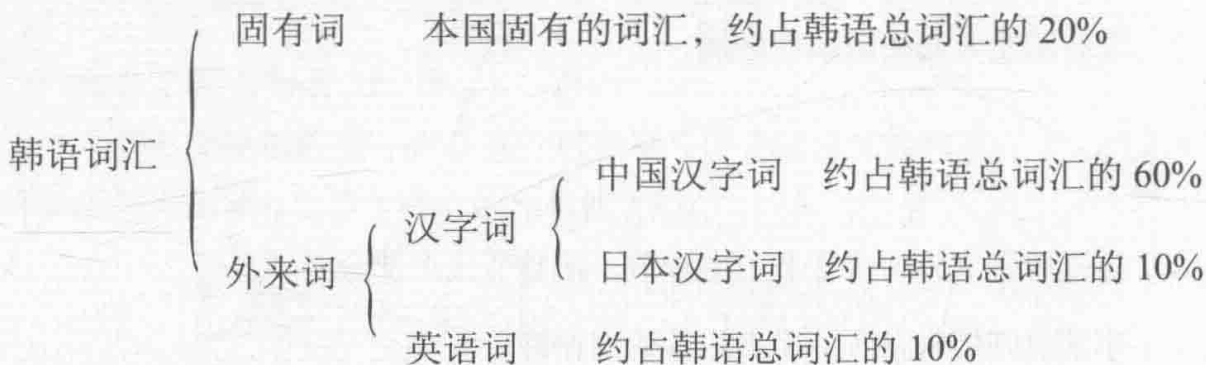 固有词 本国固有的词汇，约占韩语总词汇的 20%
韩语词汇
中国汉字词 约占韩语总词汇的 60%
汉字词
日本汉字词 约占韩语总词汇的 10%
外来词
英语词 约占韩语总词汇的 10%